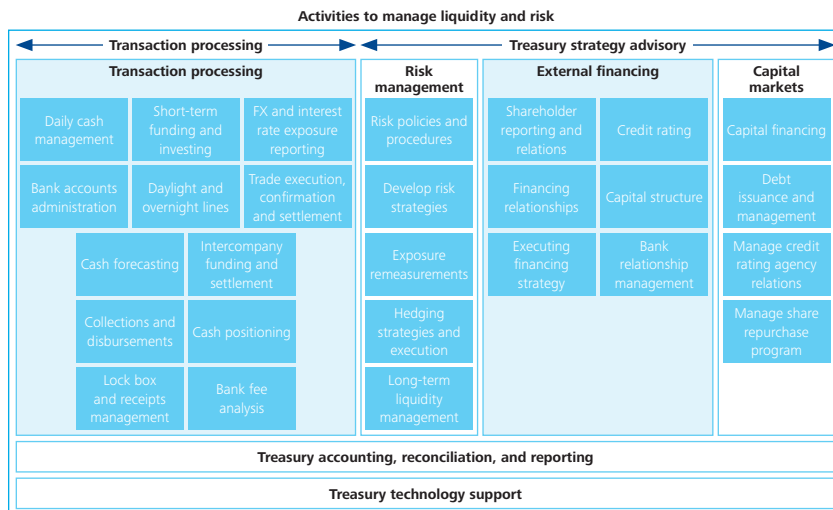 Activities to manage liquidity and risk
Transaction processing
Treasury strategy advisory
Transaction processing
Daily cash
management
Short-term
funding and
investing
FX and interest
rate exposure
reporting
Bank accounts
administration
Daylight and
overnight lines
Trade execution,
confirmation
and settlement
Cash forecasting
Intercompany
funding and
settlement
Collections and
disbursements
Cash positioning
Lock box
and receipts
management
Bank fee
analysis
Risk
management
Risk policies and
procedures
Develop risk
strategies
Exposure
remeasurements
Hedging
strategies and
execution
Long-term
liquidity
management
External financing
Shareholder
reporting and
relations
Credit rating
Financing
relationships
Capital structure
Executing
financing
strategy
Bank
relationship
management
Capital
markets
Capital financing
Debt
issuance and
management
Manage credit
rating agency
relations
Manage share
repurchase
program
Treasury accounting, reconciliation, and reporting
Treasury technology support